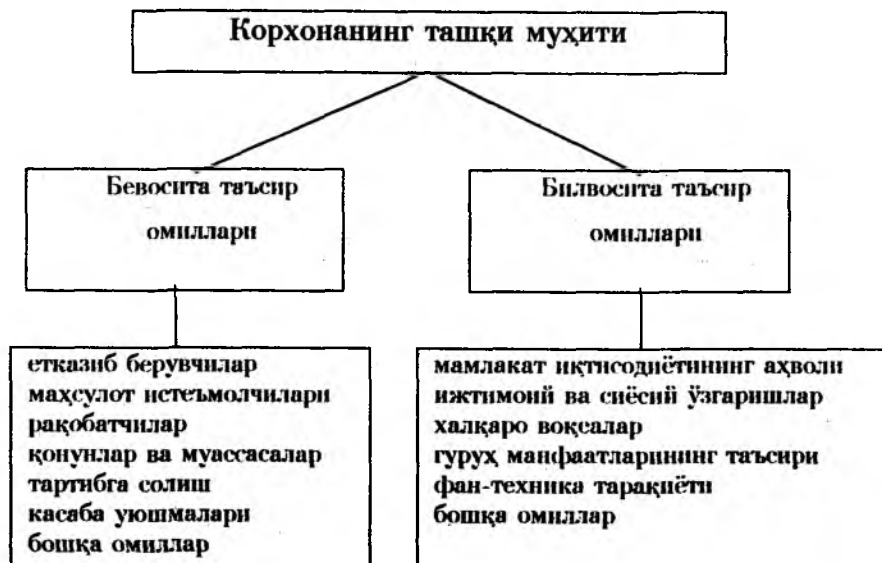 Корхонанинг ташқи муҳити
Бевосита таъсир
омиллари
Билвосита таъсир
омиллари
етказиб берувчилар
маҳсулот истеъмолчилари
рақобатчилар
қонунлар ва муассасалар
тартибга солиш
касаба уюшмалари
бошқа омиллар
мамлакат иқтисодиётининг аҳволи
ижтимоий ва сиёсий ўзгаришлар
халқаро воқеалар
гуруҳ манфаатларининг таъсири
фан-техника тарақиёти
бошқа омиллар